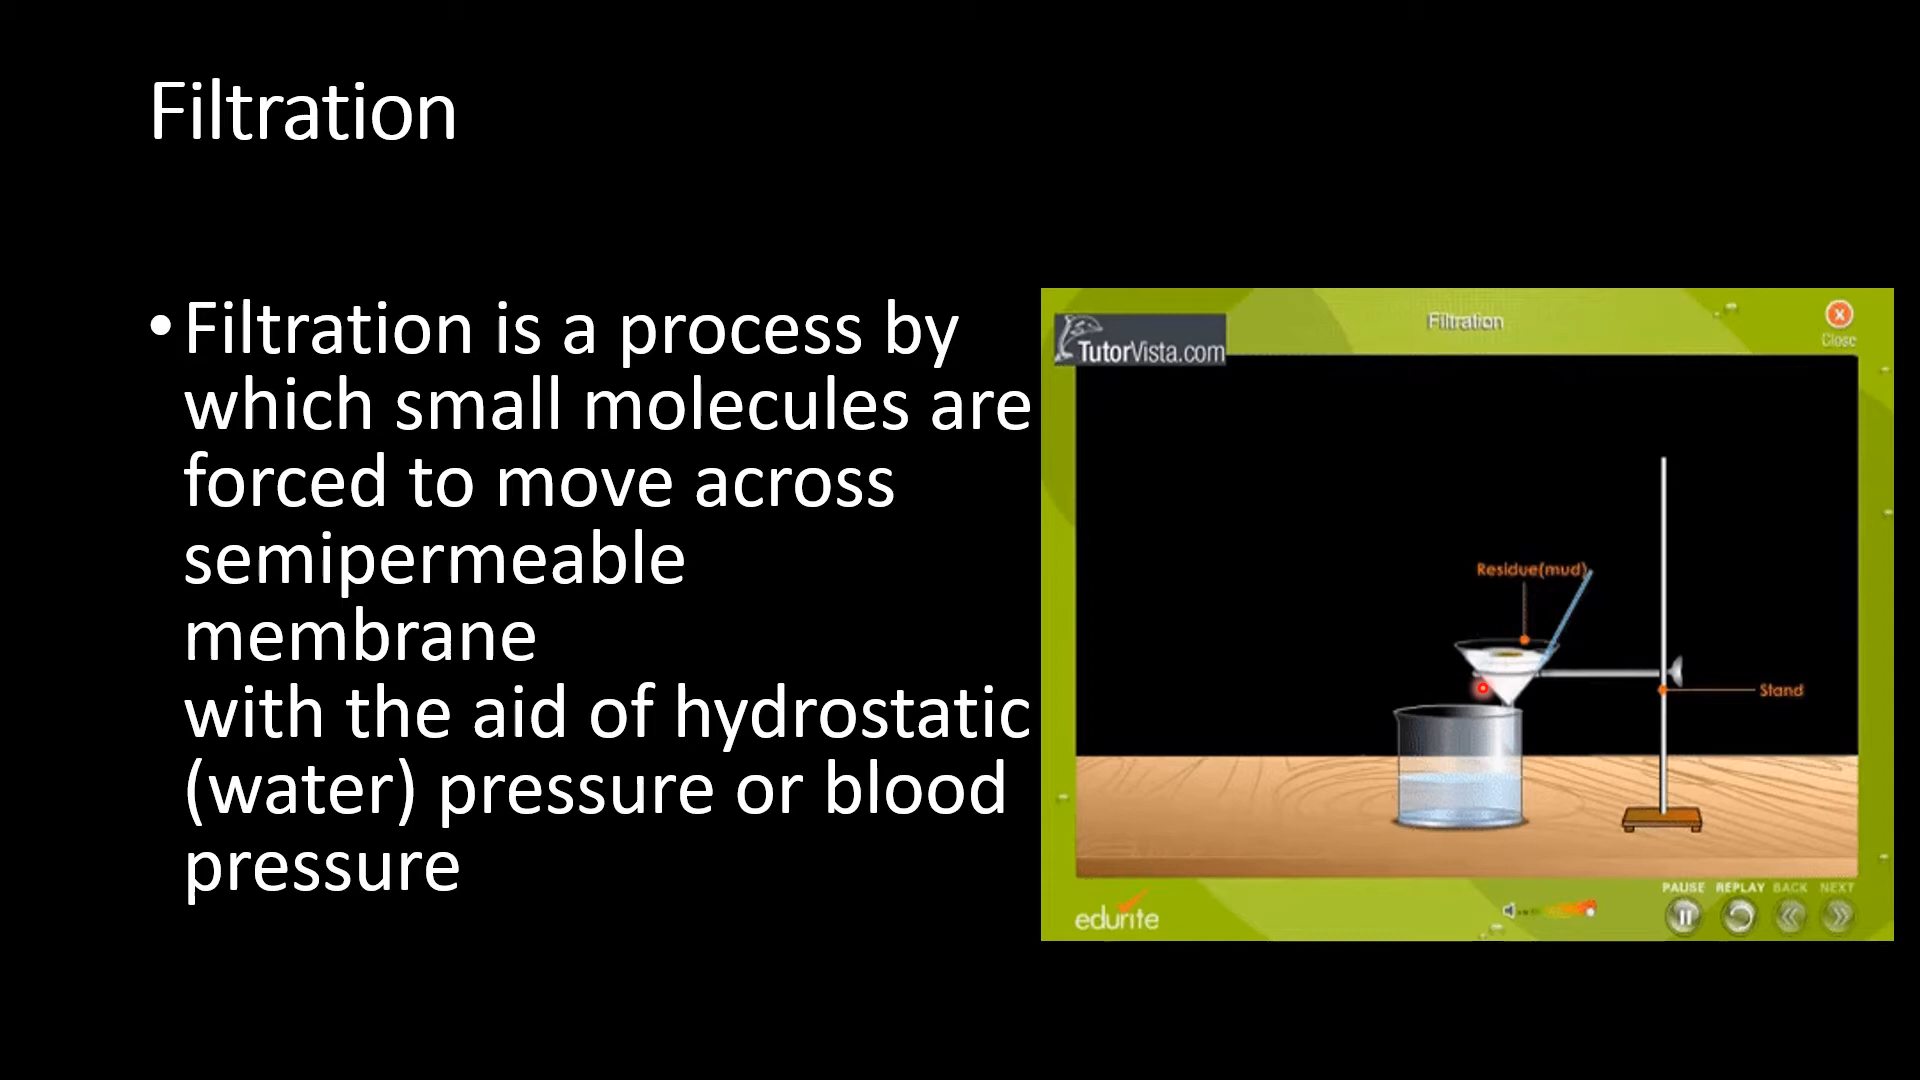 Filtration
•Filtration is a process by
which small molecules are
forced to move across
semipermeable
membrane
with the aid of hydrostatic
(water) pressure or blood
pressure
Filtration
TutorVista.com
Close
Residue(mud)
Stand
edurite
PAUSE REPLAY BACK NEXT